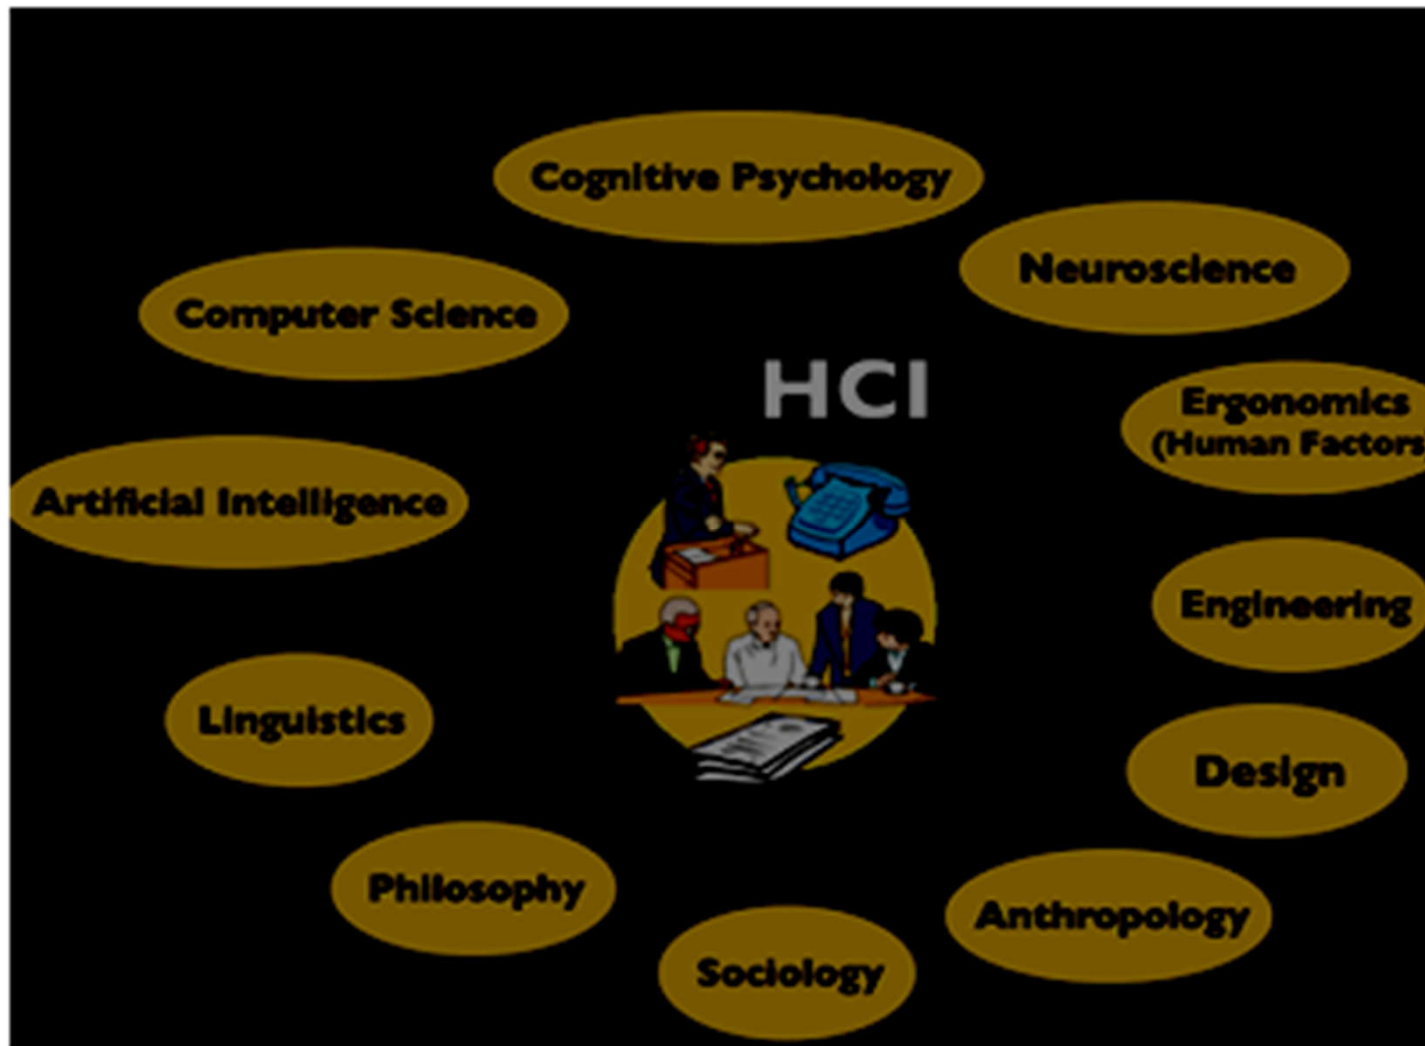 Cognitive Psychology
Neuroscience
Computer Science
HCI
Ergonomics
(Human Factors
Artificial Intelligence
Engineering
Linguistics
Design
Philosophy
Anthropology
Sociology